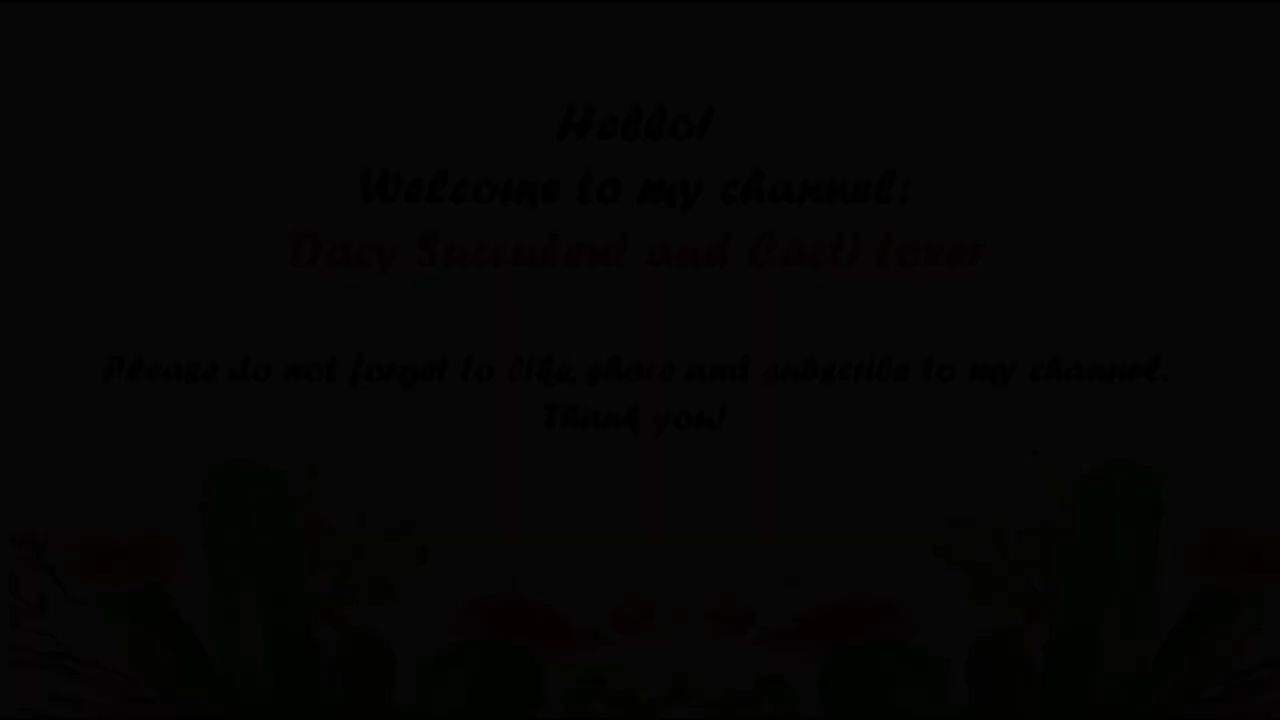 Hello!
Welcome to my channel:
Dary Succulent and Cacti Lover
Please do not forget to like, share and subscribe to my channel.
Thank you!